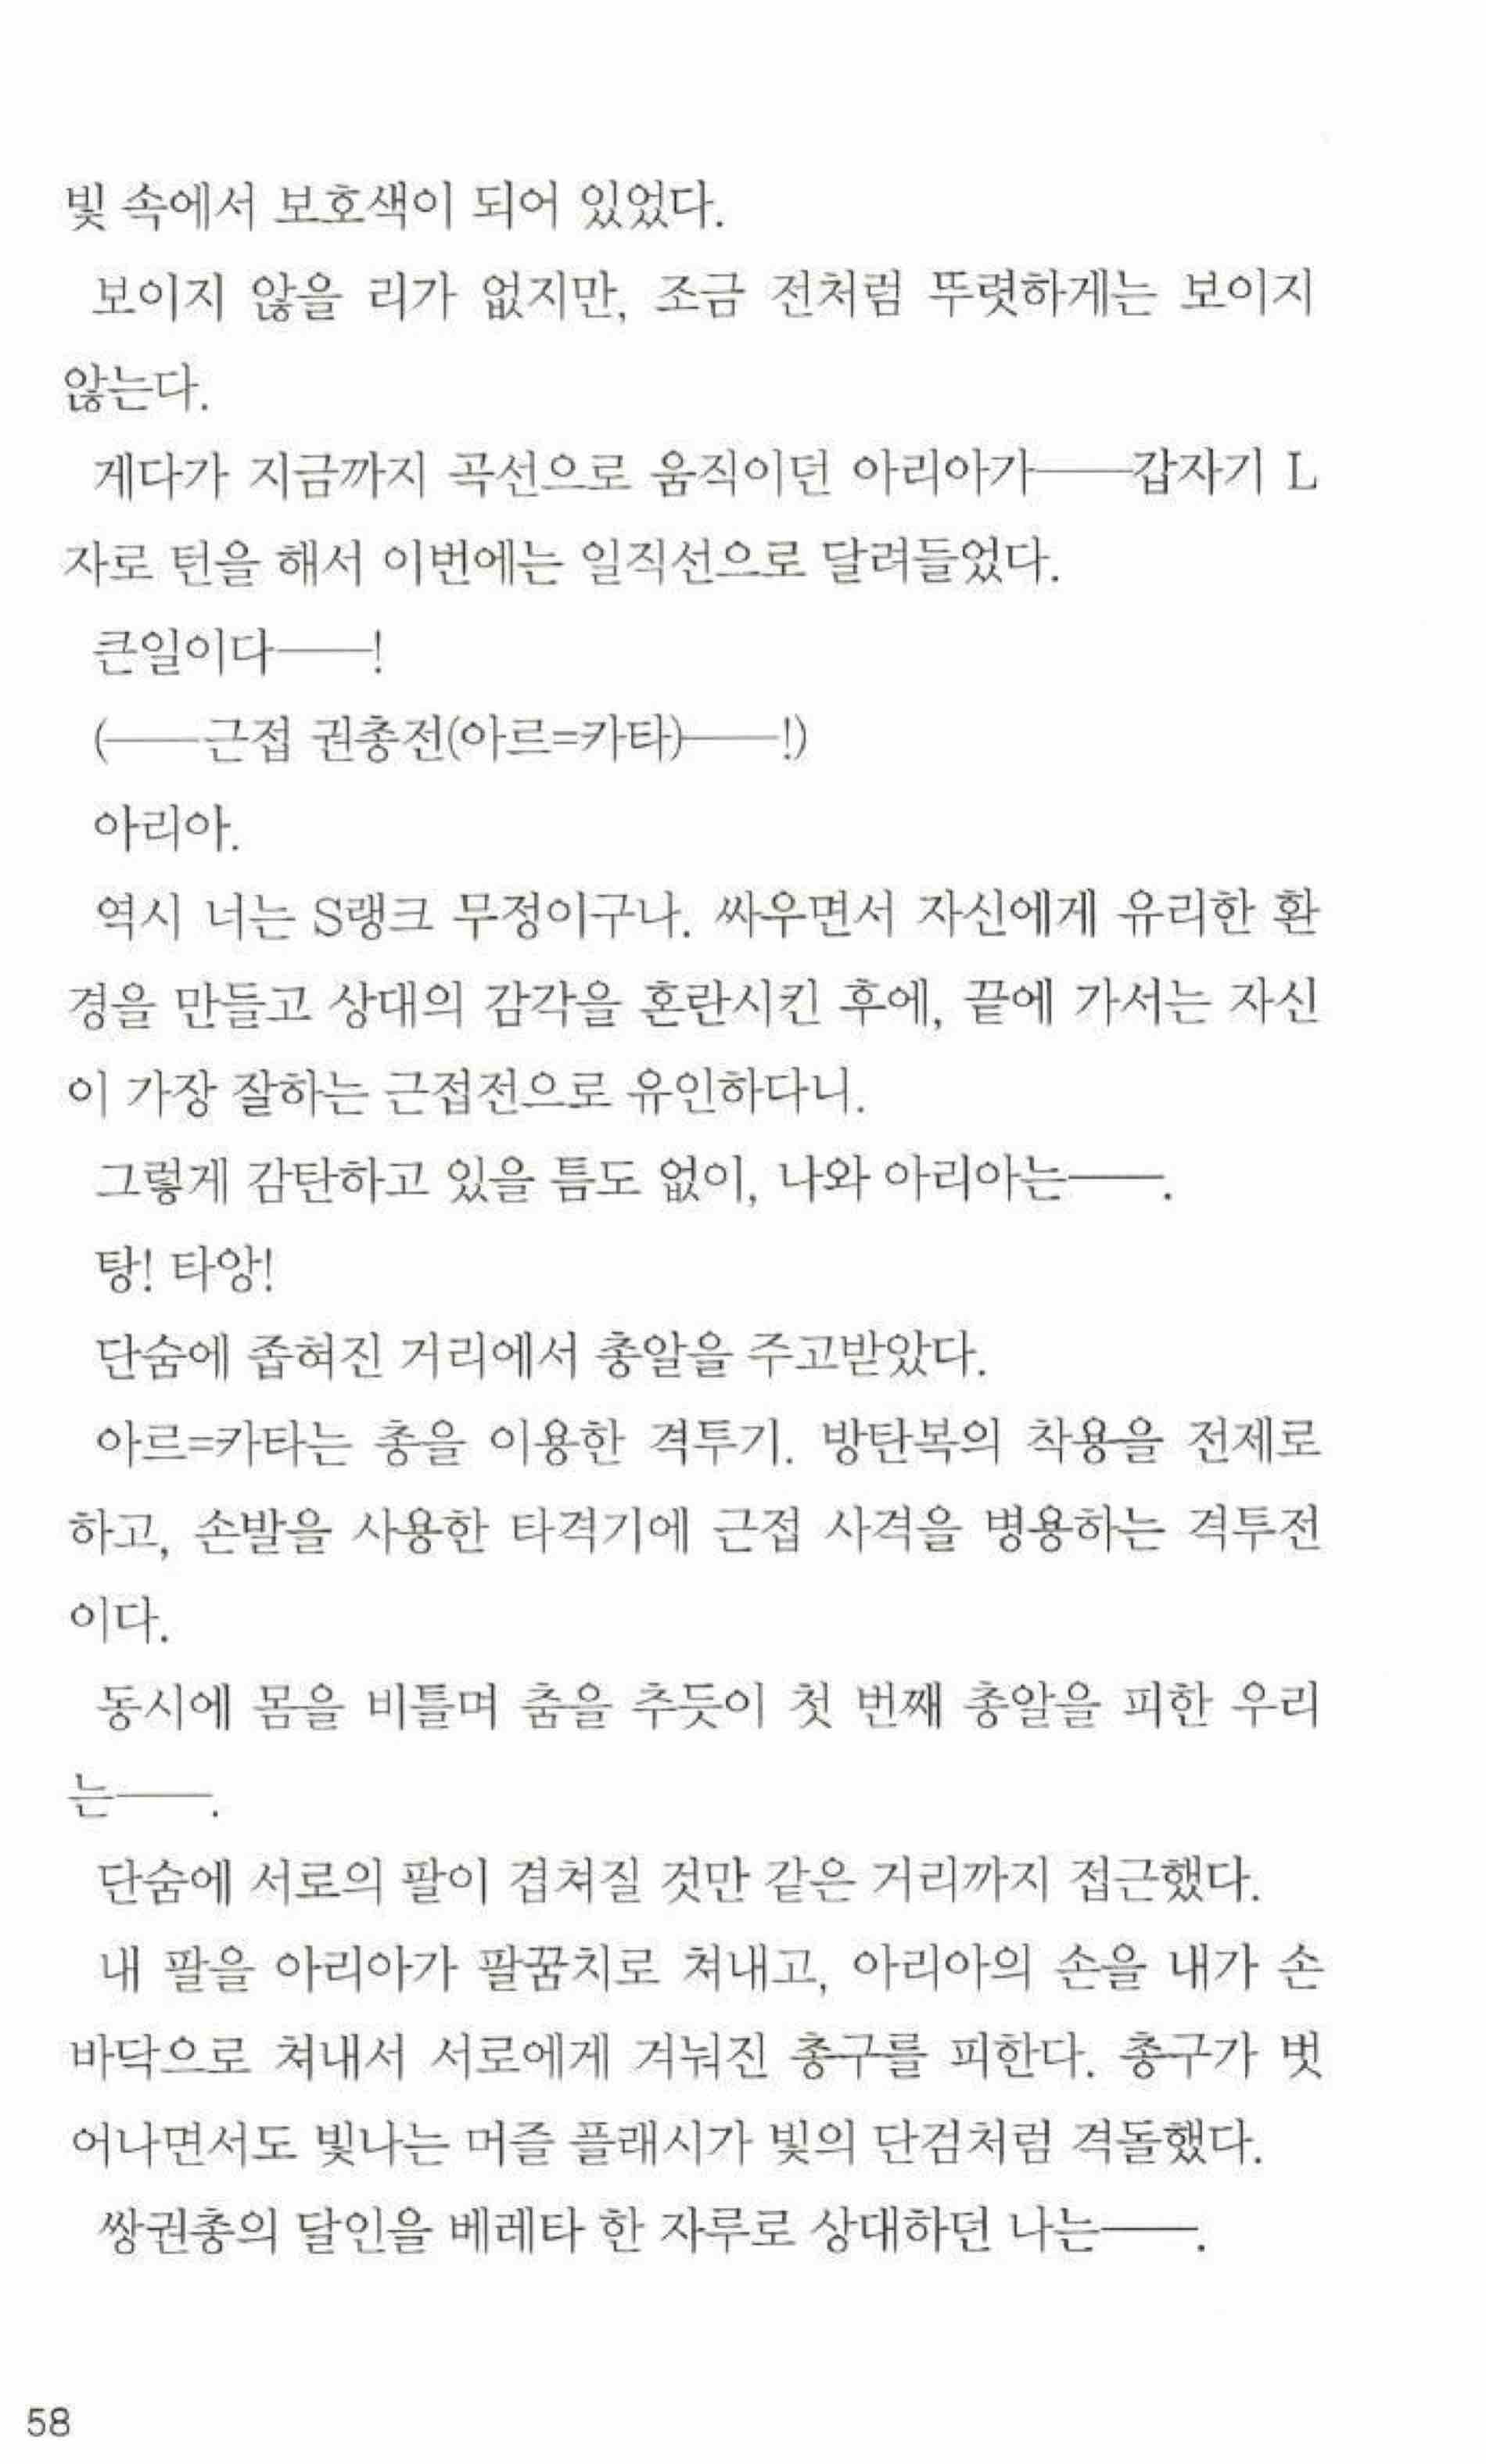 빛 속에서 보호색이 되어 있었다.
보이지 않을 리가 없지만, 조금 전처럼 뚜렷하게는 보이지
않는다.
게다가 지금까지 곡선으로 움직이던 아리아가――갑자기 L
자로 턴을 해서 이번에는 일직선으로 달려들었다.
큰일이다――!
(――근접 권총전(아르=카타)――!)
아리아.
역시 너는 S랭크 무정이구나. 싸우면서 자신에게 유리한 환
경을 만들고 상대의 감각을 혼란시킨 후에, 끝에 가서는 자신
이 가장 잘하는 근접전으로 유인하다니.
그렇게 감탄하고 있을 틈도 없이, 나와 아리아는――.
탕! 타앙!
단숨에 좁혀진 거리에서 총알을 주고받았다.
아르=카타는 총을 이용한 격투기. 방탄복의 착용을 전제로
하고, 손발을 사용한 타격기에 근접 사격을 병용하는 격투전
이다.
동시에 몸을 비틀며 춤을 추듯이 첫 번째 총알을 피한 우리
는――.
단숨에 서로의 팔이 겹쳐질 것만 같은 거리까지 접근했다.
내 팔을 아리아가 팔꿈치로 쳐내고, 아리아의 손을 내가 손
바닥으로 쳐내서 서로에게 겨눠진 총구를 피한다. 총구가 벗
어나면서도 빛나는 머즐 플래시가 빛의 단검처럼 격돌했다.
쌍권총의 달인을 베레타 한 자루로 상대하던 나는――.
58